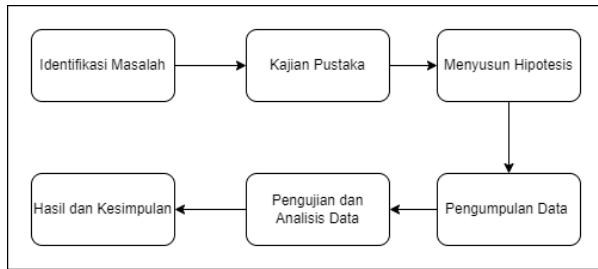 Identifikasi Masalah
Kajian Pustaka
Menyusun Hipotesis
Pengumpulan Data
Pengujian dan
Analisis Data
Hasil dan Kesimpulan